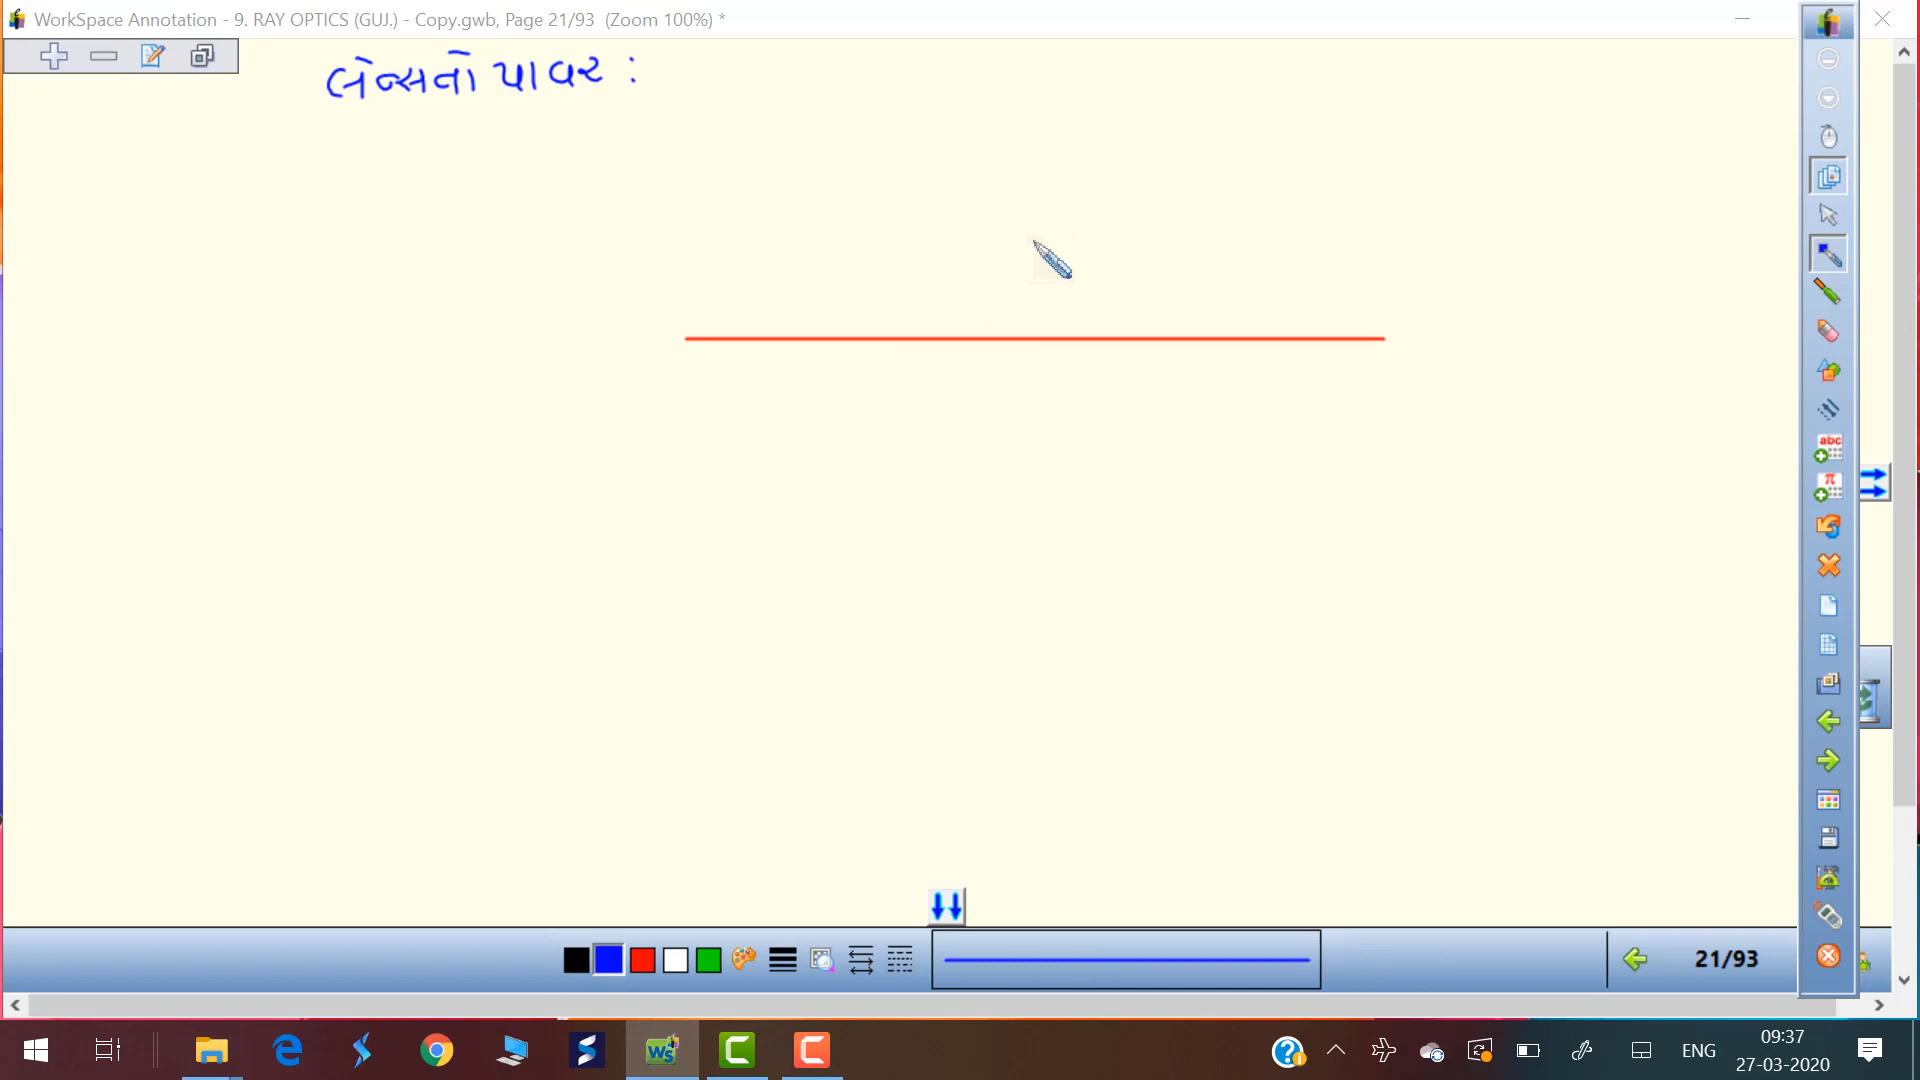 WorkSpace Annotation - 9. RAY OPTICS (GUJ.) - Copy.gwb, Page 21/93 (Zoom 100%) *
લેન્સનો પાવર :
abc
π
21/93
ENG
09:37
27-03-2020